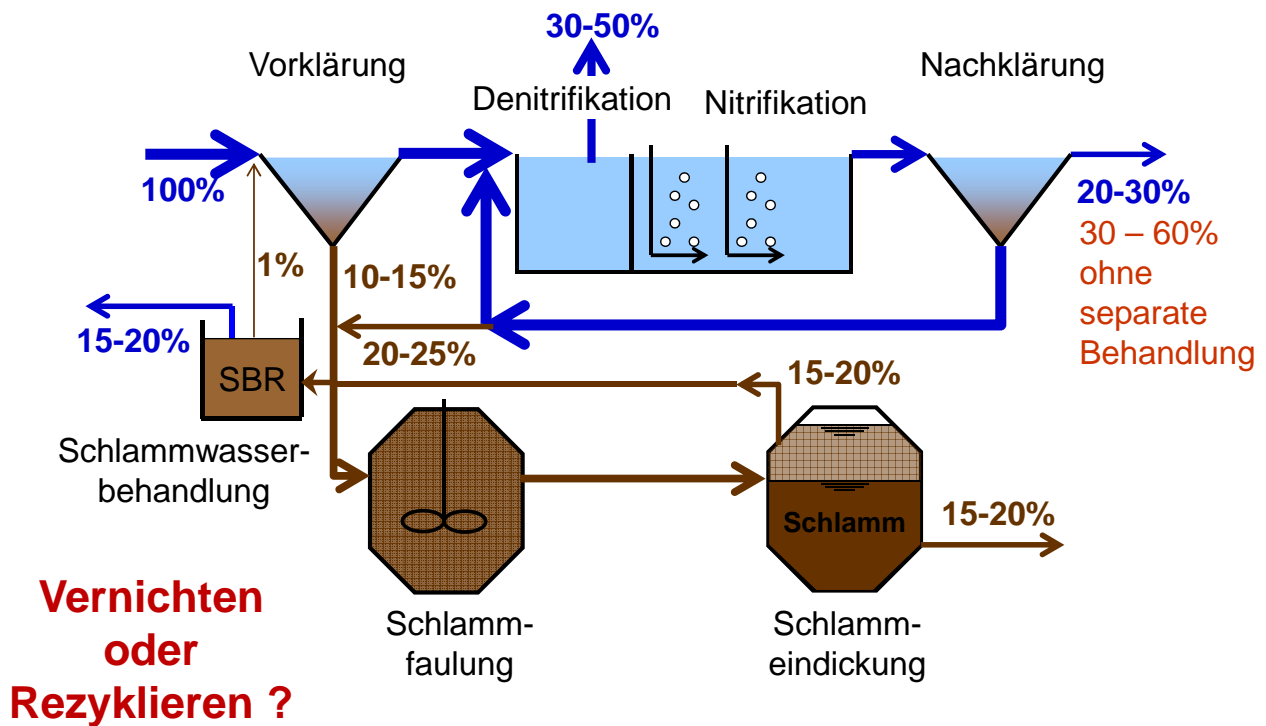 30-50%
Vorklärung
Nachklärung
Denitrifikation
Nitrifikation
100%
20-30%
30 – 60%
ohne
separate
Behandlung
1%
10-15%
15-20%
20-25%
SBR
15-20%
Schlammwasser-
behandlung
Schlamm
15-20%
Vernichten
oder
Rezyklieren ?
Schlamm-
faulung
Schlamm-
eindickung